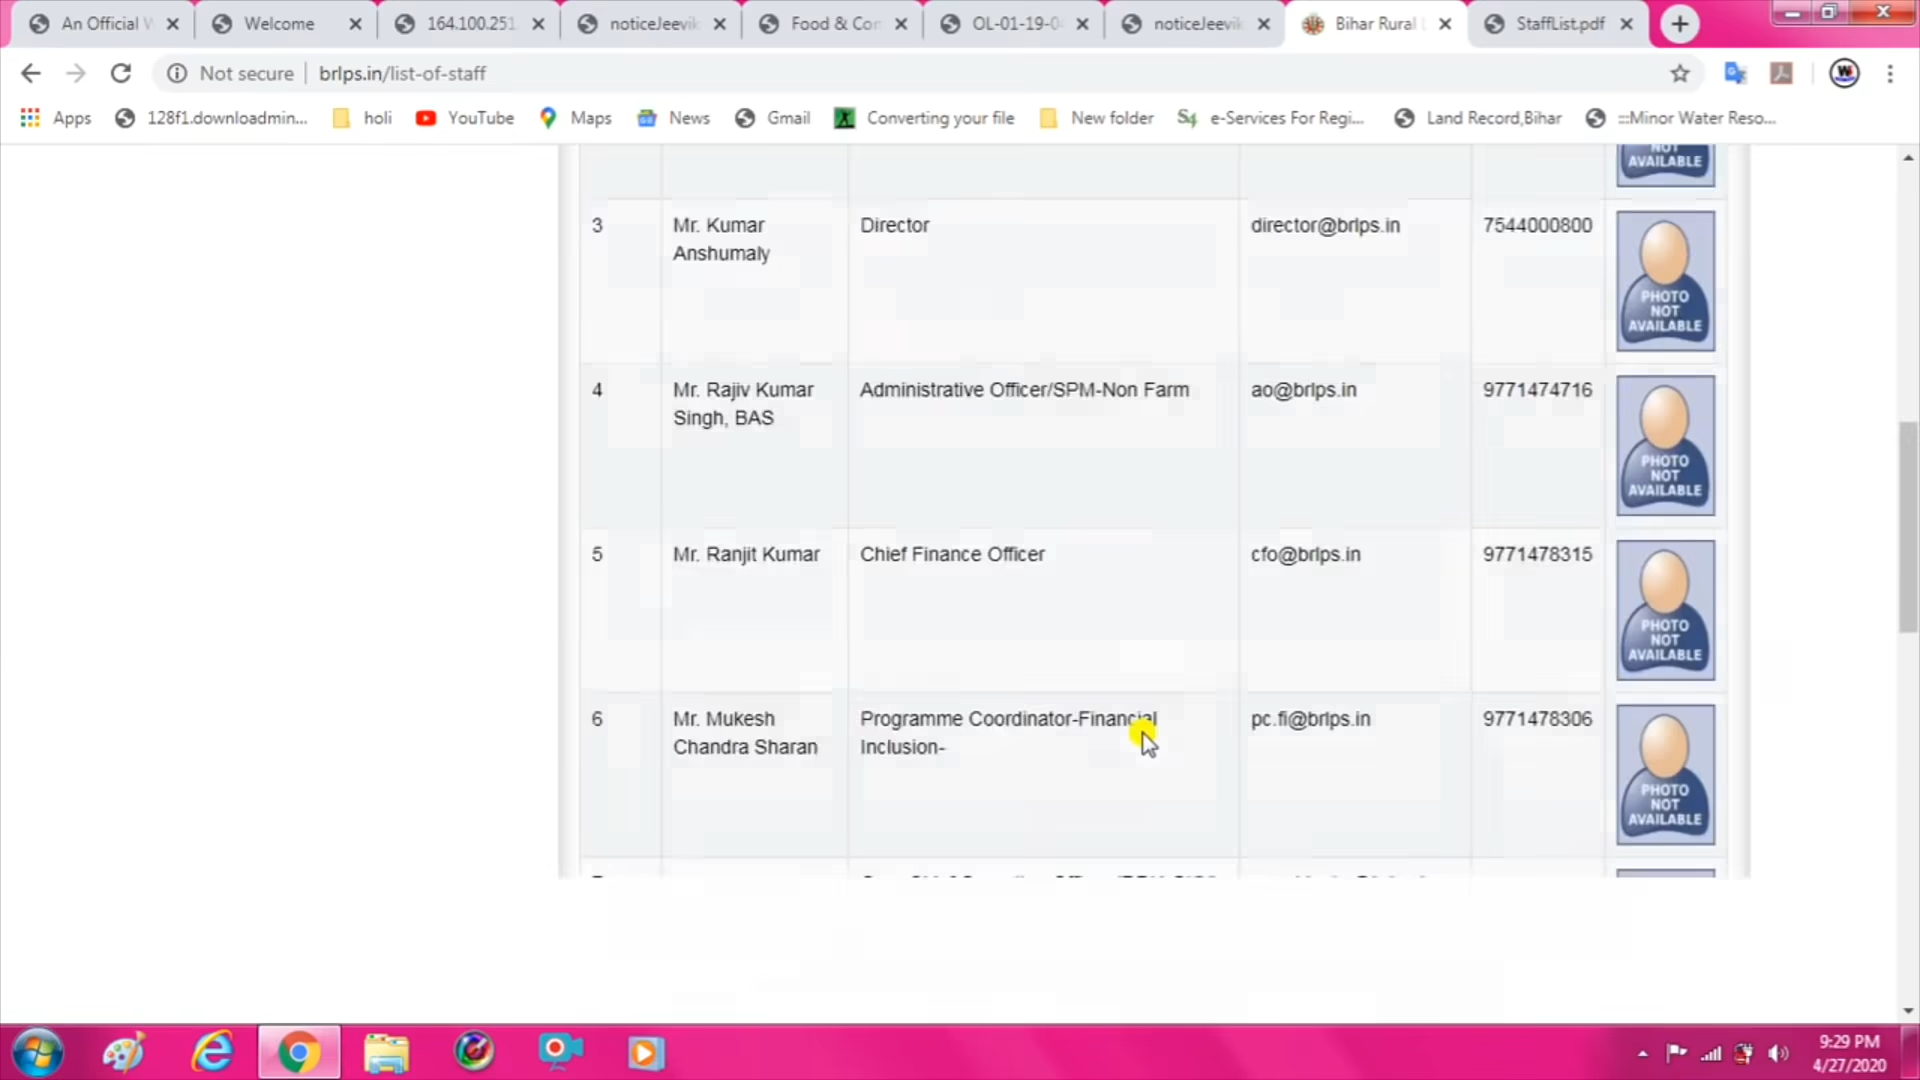 An Official W
Welcome
164.100.251
noticeJeevik
Food & Con
OL-01-19-0
noticeJeevik
Bihar Rural
StaffList.pdf
Not secure
brlps.in/list-of-staff
Apps
128f1.downloadmin...
holi
YouTube
Maps
News
Gmail
Converting your file
New folder
e-Services For Regi...
Land Record,Bihar
:::Minor Water Reso...
NOT
AVAILABLE
3
Mr. Kumar
Anshumaly
Director
director@brlps.in
7544000800
PHOTO
NOT
AVAILABLE
4
Mr. Rajiv Kumar
Singh, BAS
Administrative Officer/SPM-Non Farm
ao@brlps.in
9771474716
PHOTO
NOT
AVAILABLE
5
Mr. Ranjit Kumar
Chief Finance Officer
cfo@brlps.in
9771478315
PHOTO
NOT
AVAILABLE
6
Mr. Mukesh
Chandra Sharan
Programme Coordinator-Financial
Inclusion-
pc.fi@brlps.in
9771478306
PHOTO
NOT
AVAILABLE
9:29 PM
4/27/2020